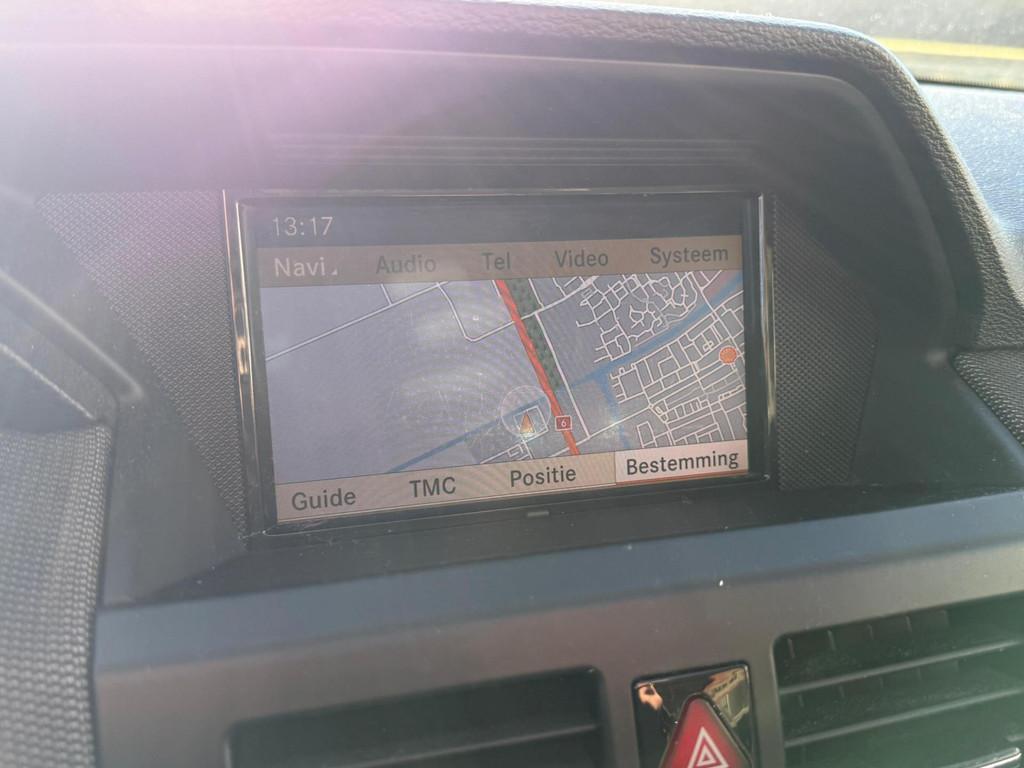 13:17
Navi Audio Tel Video Systeem
6
Guide TMC Positie Bestemming